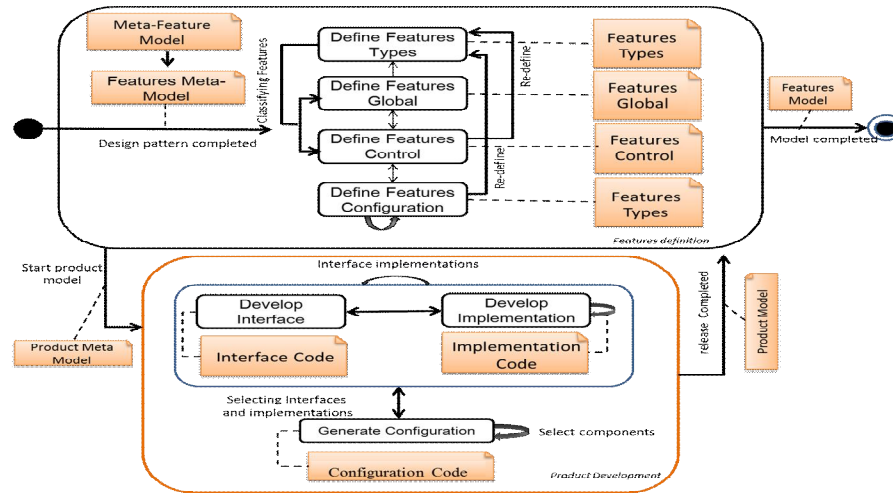 Meta-Feature
Model
Features Meta-
Model
Design pattern completed
Classifying Features
Define Features
Types
Define Features
Global
Define Features
Control
Define Features
Configuration
Re-define
Re-define
Features
Types
Features
Global
Features
Control
Features
Types
Features definition
Features
Model
Model completed
Start product
model
Product Meta
Model
Interface implementations
Develop
Interface
Develop
Implementation
Interface Code
Implementation
Code
Selecting Interfaces
and implementations
Generate Configuration
Select components
Configuration Code
Product Development
release Completed
Product Model